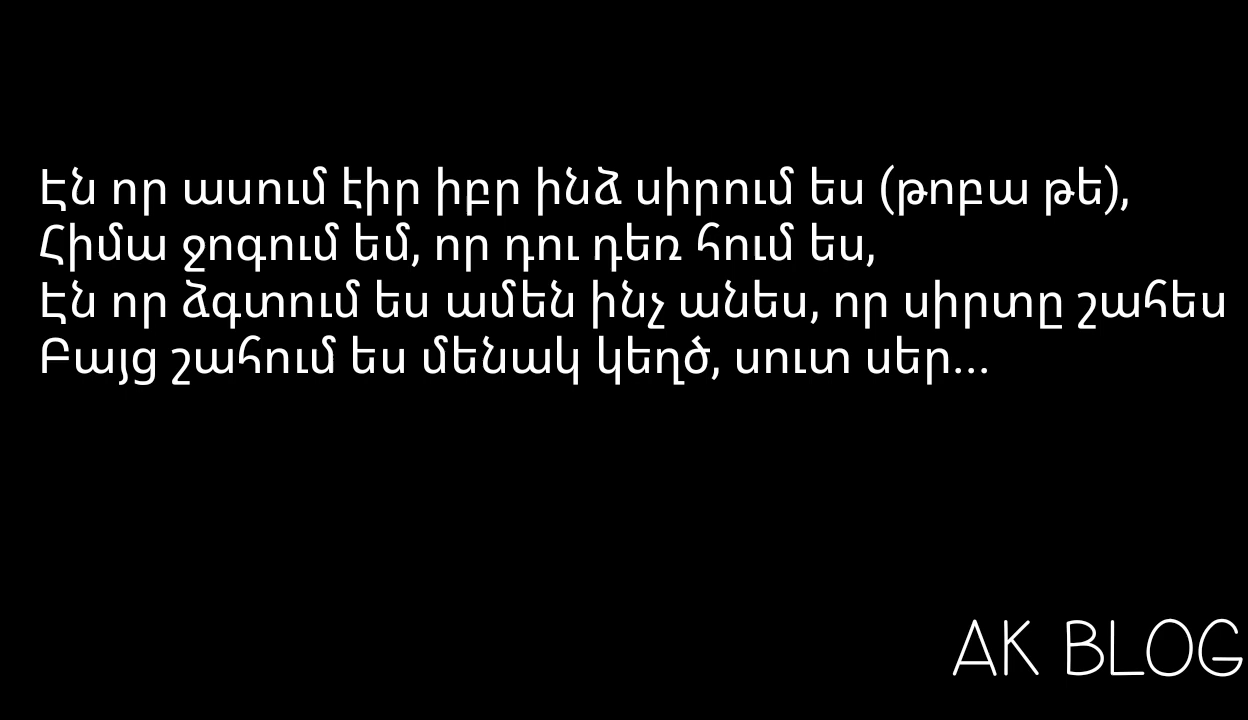 Էն որ ասում էիր իբր ինձ սիրում ես (թոբա թե),
Հիմա ջոգում եմ, որ դու դեռ հում ես,
Էն որ ձգտում ես ամեն ինչ անես, որ սիրտը շահես
Բայց շահում ես մենակ կեղծ, սուտ սեր...
AK BLOG